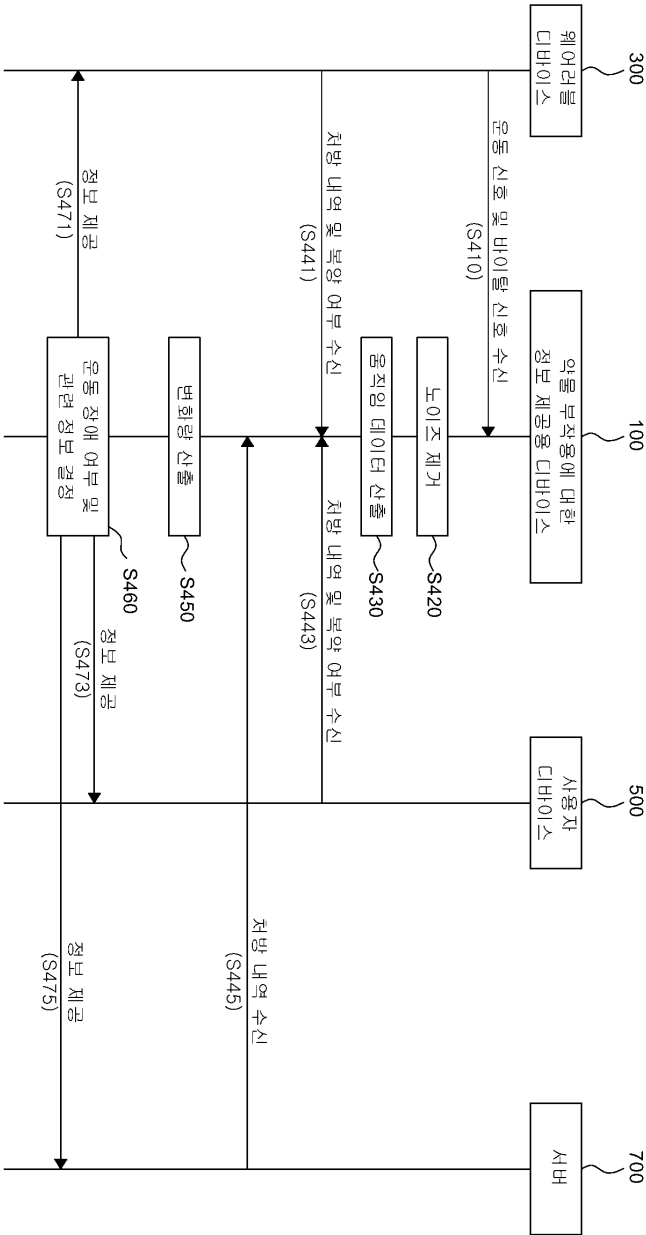 300
웨어러블
디바이스
100
약물 부작용에 대한
정보 제공용 디바이스
500
사용자
디바이스
700
서버
운동 신호 및 바이탈 신호 수신
(S410)
노이즈 제거
S420
움직임 데이터 산출
S430
처방 내역 및 복양 여부 수신
(S441)
처방 내역 및 복약 여부 수신
(S443)
처방 내역 수신
(S445)
변화량 산출
S450
운동 장애 여부 및
관련 정보 결정
S460
정보 제공
(S471)
정보 제공
(S473)
정보 제공
(S475)